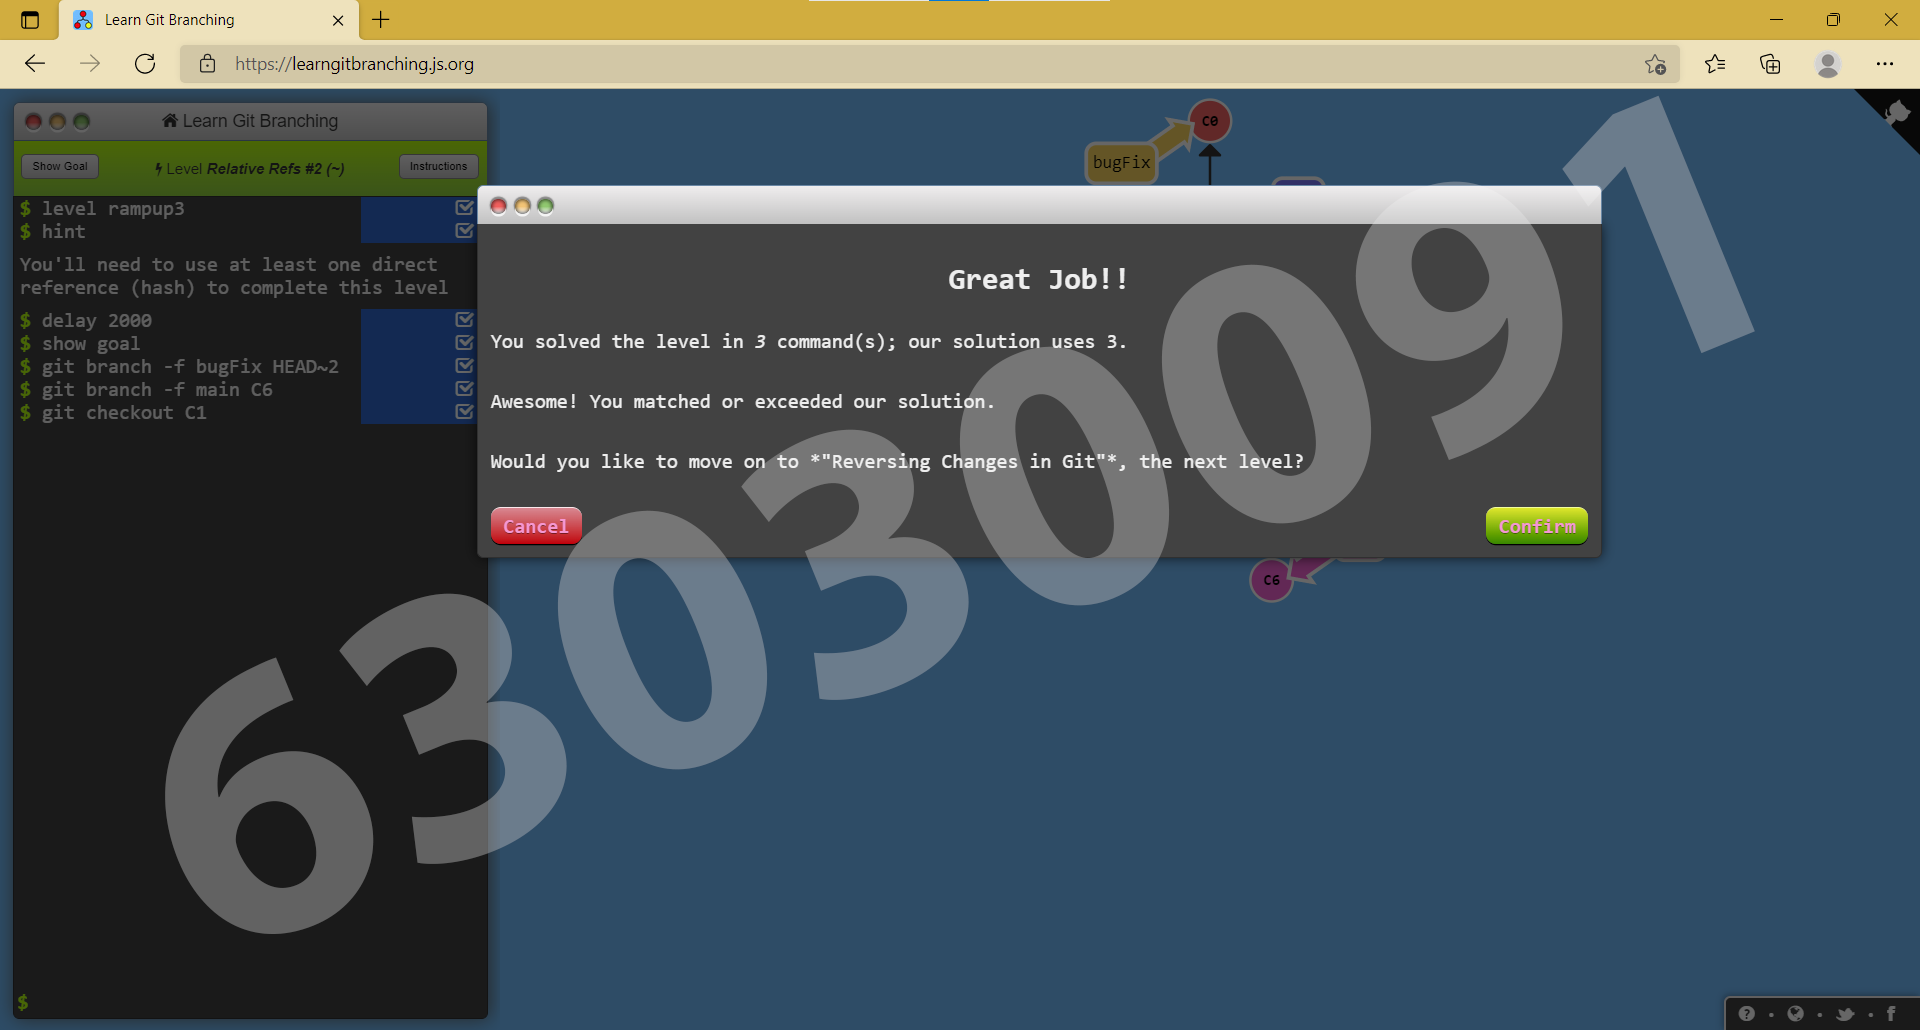 Learn Git Branching
https://learngitbranching.js.org
Learn Git Branching
Show Goal
Level Relative Refs #2 (~)
Instructions
$ level rampup3
$ hint
You'll need to use at least one direct
reference (hash) to complete this level
$ delay 2000
$ show goal
$ git branch -f bugFix HEAD~2
$ git branch -f main C6
$ git checkout C1
$
C0
bugFix
Great Job!!
You solved the level in 3 command(s); our solution uses 3.
Awesome! You matched or exceeded our solution.
Would you like to move on to *"Reversing Changes in Git"*, the next level?
Cancel
Confirm
C6
630300091